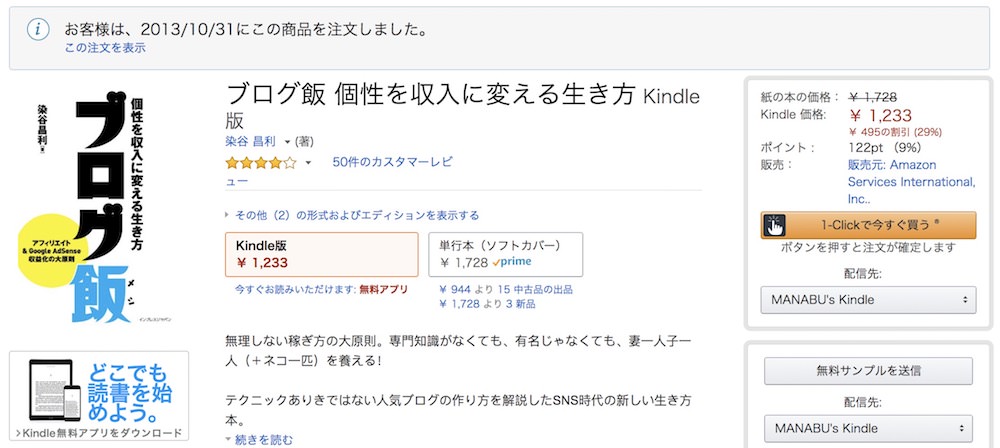 お客様は、2013/10/31にこの商品を注文しました。
この注文を表示
個性を収入に変える生き方
ブログ飯
メシ
染谷昌利 著
アフィリエイト
& Google AdSense
収益化の大原則
インプレスジャパン
どこでも
読書を始
めよう。
›Kindle無料アプリをダウンロード
ブログ飯 個性を収入に変える生き方 Kindle
版
染谷 昌利 (著)
50件のカスタマーレビ
ュー
その他（2）の形式およびエディションを表示する
Kindle版
￥ 1,233
今すぐお読みいただけます: 無料アプリ
単行本（ソフトカバー）
￥ 1,728 prime
￥ 944 より 15 中古品の出品
￥ 1,728 より 3 新品
無理しない稼ぎ方の大原則。専門知識がなくても、有名じゃなくても、妻一人子一
人（＋ネコ一匹）を養える!
テクニックありきではない人気ブログの作り方を解説したSNS時代の新しい生き方
本。
続きを読む
紙の本の価格： ￥ 1,728
Kindle 価格: ￥ 1,233
￥ 495の割引 (29%)
ポイント： 122pt （9%）
販売： 販売元: Amazon
Services International,
Inc..
1-Clickで今すぐ買う ®
ボタンを押すと注文が確定します
配信先:
MANABU's Kindle
無料サンプルを送信
配信先:
MANABU's Kindle